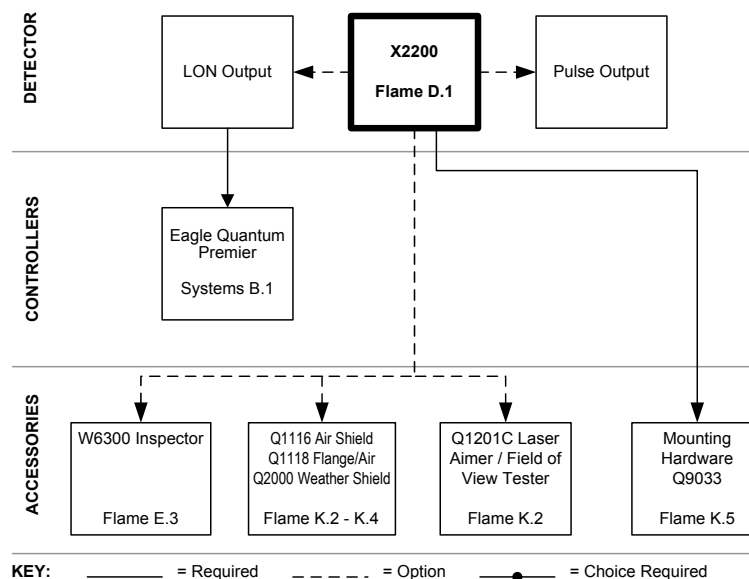 DETECTOR
LON Output
X2200
Flame D.1
Pulse Output
CONTROLLERS
Eagle Quantum
Premier
Systems B.1
ACCESSORIES
W6300 Inspector
Flame E.3
Q1116 Air Shield
Q1118 Flange/Air
Q2000 Weather Shield
Flame K.2 - K.4
Q1201C Laser
Aimer / Field of
View Tester
Flame K.2
Mounting
Hardware
Q9033
Flame K.5
KEY: = Required = Option = Choice Required